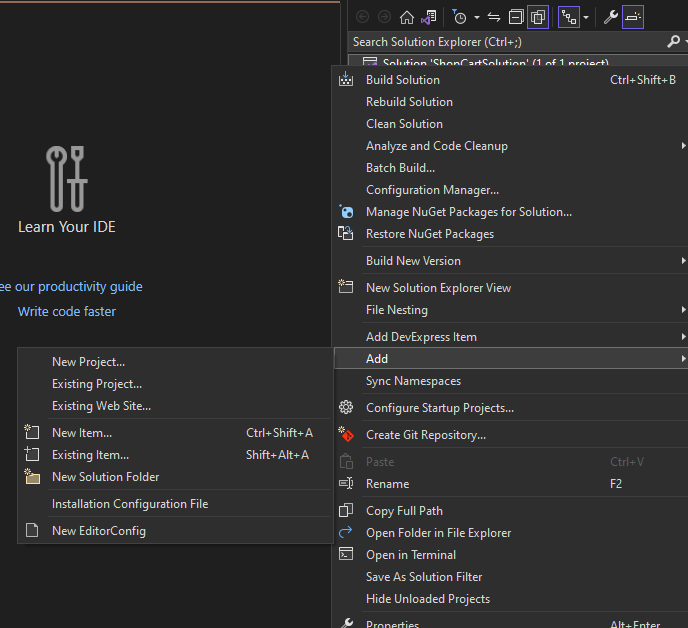 Search Solution Explorer (Ctrl+;)
Solution 'ShopCartSolution' (1 of 1 project)
Learn Your IDE
ee our productivity guide
Write code faster
Build Solution Ctrl+Shift+B
Rebuild Solution
Clean Solution
Analyze and Code Cleanup
Batch Build...
Configuration Manager...
Manage NuGet Packages for Solution...
Restore NuGet Packages
Build New Version
New Solution Explorer View
File Nesting
Add DevExpress Item
Add
Sync Namespaces
Configure Startup Projects...
Create Git Repository...
Paste Ctrl+V
Rename F2
Copy Full Path
Open Folder in File Explorer
Open in Terminal
Save As Solution Filter
Hide Unloaded Projects
Properties Alt+Enter
New Project...
Existing Project...
Existing Web Site...
New Item... Ctrl+Shift+A
Existing Item... Shift+Alt+A
New Solution Folder
Installation Configuration File
New EditorConfig